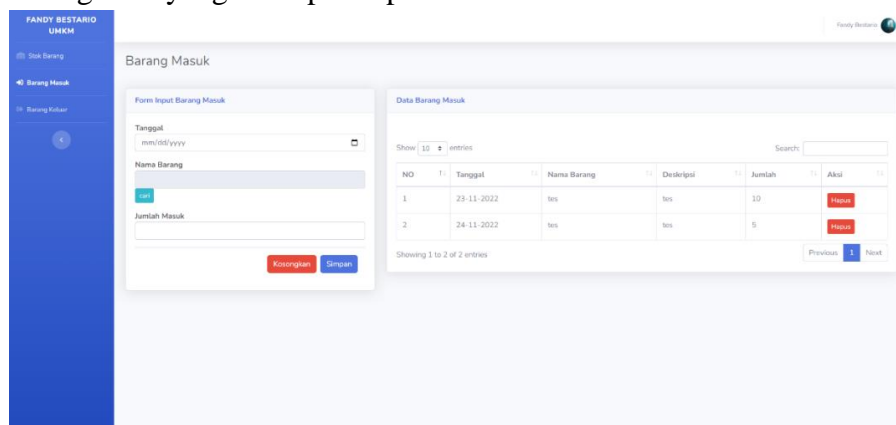 FANDY BESTARIO
UMKM
Fandy Bestario
Stok Barang
Barang Masuk
Barang Keluar
Barang Masuk
Form Input Barang Masuk
Tanggal
mm/dd/yyyy
Nama Barang
cari
Jumlah Masuk
Kosongkan Simpan
Data Barang Masuk
Show 10 entries Search:
NO Tanggal Nama Barang Deskripsi Jumlah Aksi
1 23-11-2022 tes tes 10 Hapus
2 24-11-2022 tes tes 5 Hapus
Showing 1 to 2 of 2 entries Previous 1 Next